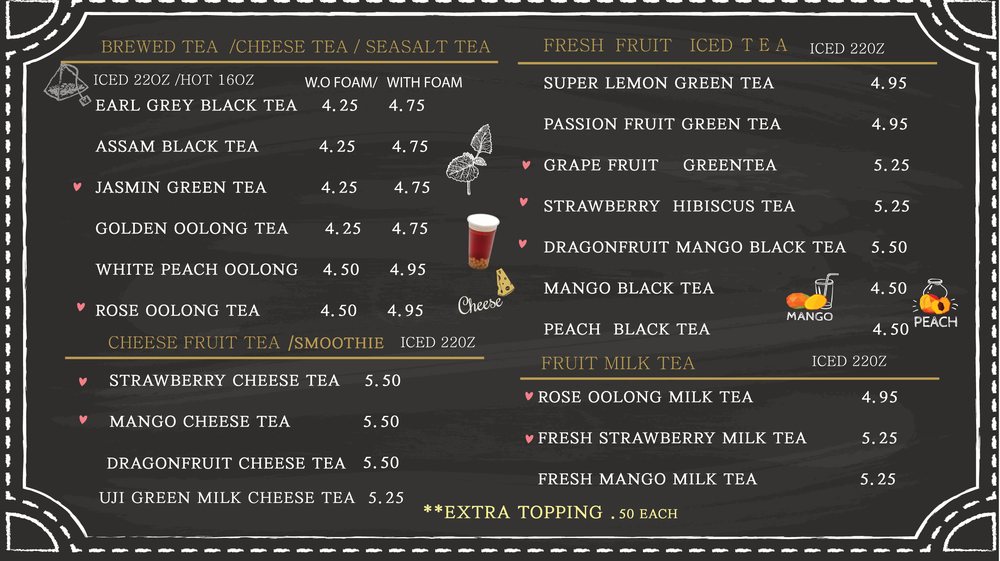 BREWED TEA /CHEESE TEA / SEASALT TEA
ICED 22OZ /HOT 16OZ W.O FOAM/ WITH FOAM
EARL GREY BLACK TEA 4.25 4.75
ASSAM BLACK TEA 4.25 4.75
JASMIN GREEN TEA 4.25 4.75
GOLDEN OOLONG TEA 4.25 4.75
WHITE PEACH OOLONG 4.50 4.95
ROSE OOLONG TEA 4.50 4.95
Cheese
CHEESE FRUIT TEA /SMOOTHIE ICED 22OZ
STRAWBERRY CHEESE TEA 5.50
MANGO CHEESE TEA 5.50
DRAGONFRUIT CHEESE TEA 5.50
UJI GREEN MILK CHEESE TEA 5.25
FRESH FRUIT ICED TEA ICED 22OZ
SUPER LEMON GREEN TEA 4.95
PASSION FRUIT GREEN TEA 4.95
GRAPE FRUIT GREENTEA 5.25
STRAWBERRY HIBISCUS TEA 5.25
DRAGONFRUIT MANGO BLACK TEA 5.50
MANGO BLACK TEA 4.50
MANGO
PEACH BLACK TEA 4.50
PEACH
FRUIT MILK TEA ICED 22OZ
ROSE OOLONG MILK TEA 4.95
FRESH STRAWBERRY MILK TEA 5.25
FRESH MANGO MILK TEA 5.25
**EXTRA TOPPING .50 EACH